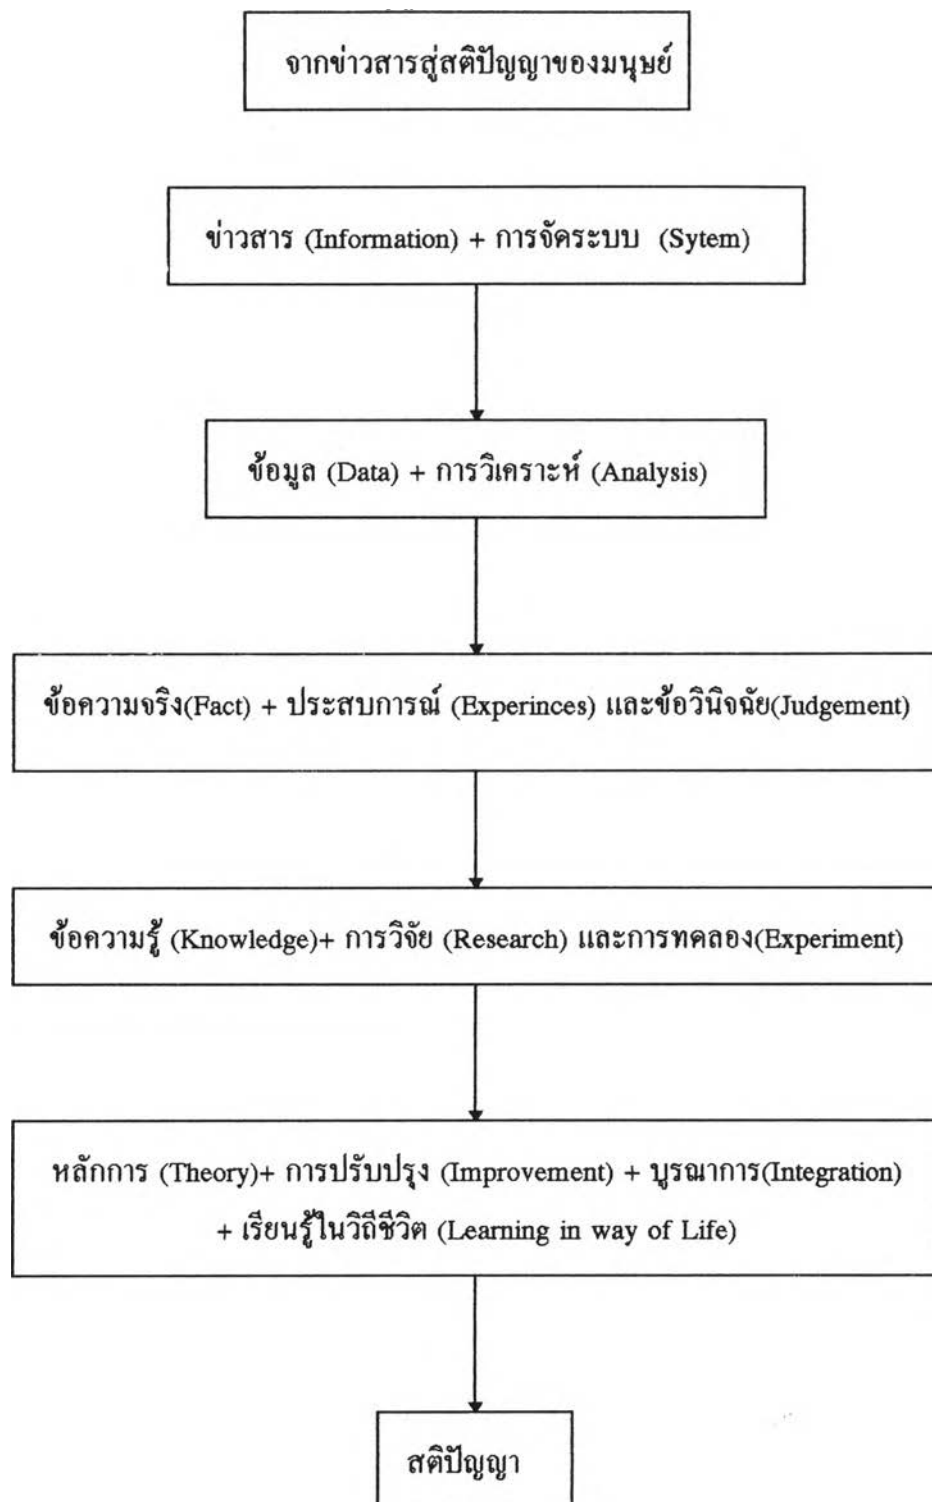 จากข่าวสารสู่สติปัญญาของมนุษย์
ข่าวสาร (Information) + การจัดระบบ (Sytem)
ข้อมูล (Data) + การวิเคราะห์ (Analysis)
ข้อความจริง(Fact) + ประสบการณ์ (Experinces) และข้อวินิจฉัย(Judgement)
ข้อความรู้ (Knowledge)+ การวิจัย (Research) และการทดลอง(Experiment)
หลักการ (Theory)+ การปรับปรุง (Improvement) + บูรณาการ(Integration)
+ เรียนรู้ในวิถีชีวิต (Learning in way of Life)
สติปัญญา